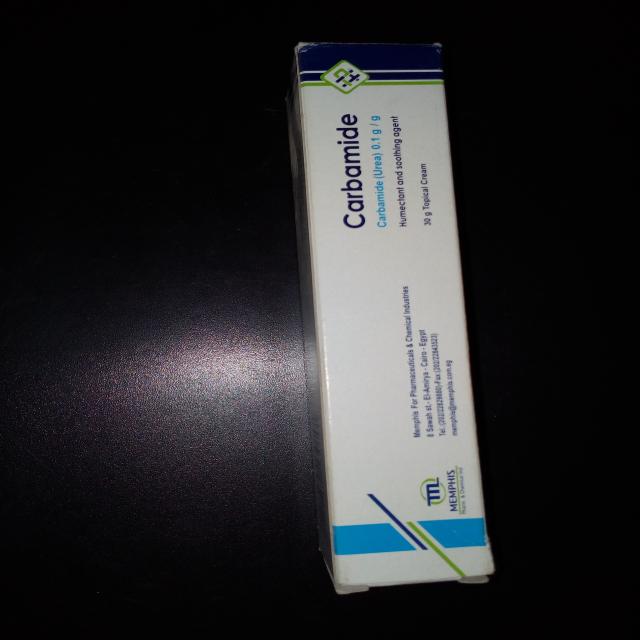 Carbamide
Carbamide (Urea) 0.1 g / g
Humectant and soothing agent
30 g Topical Cream
Memphis For Pharmaceuticals & Chemical Industries
8 Sawah st.- El-Amirya - Cairo - Egypt
memphis@memphis.com.eg
MEMPHIS